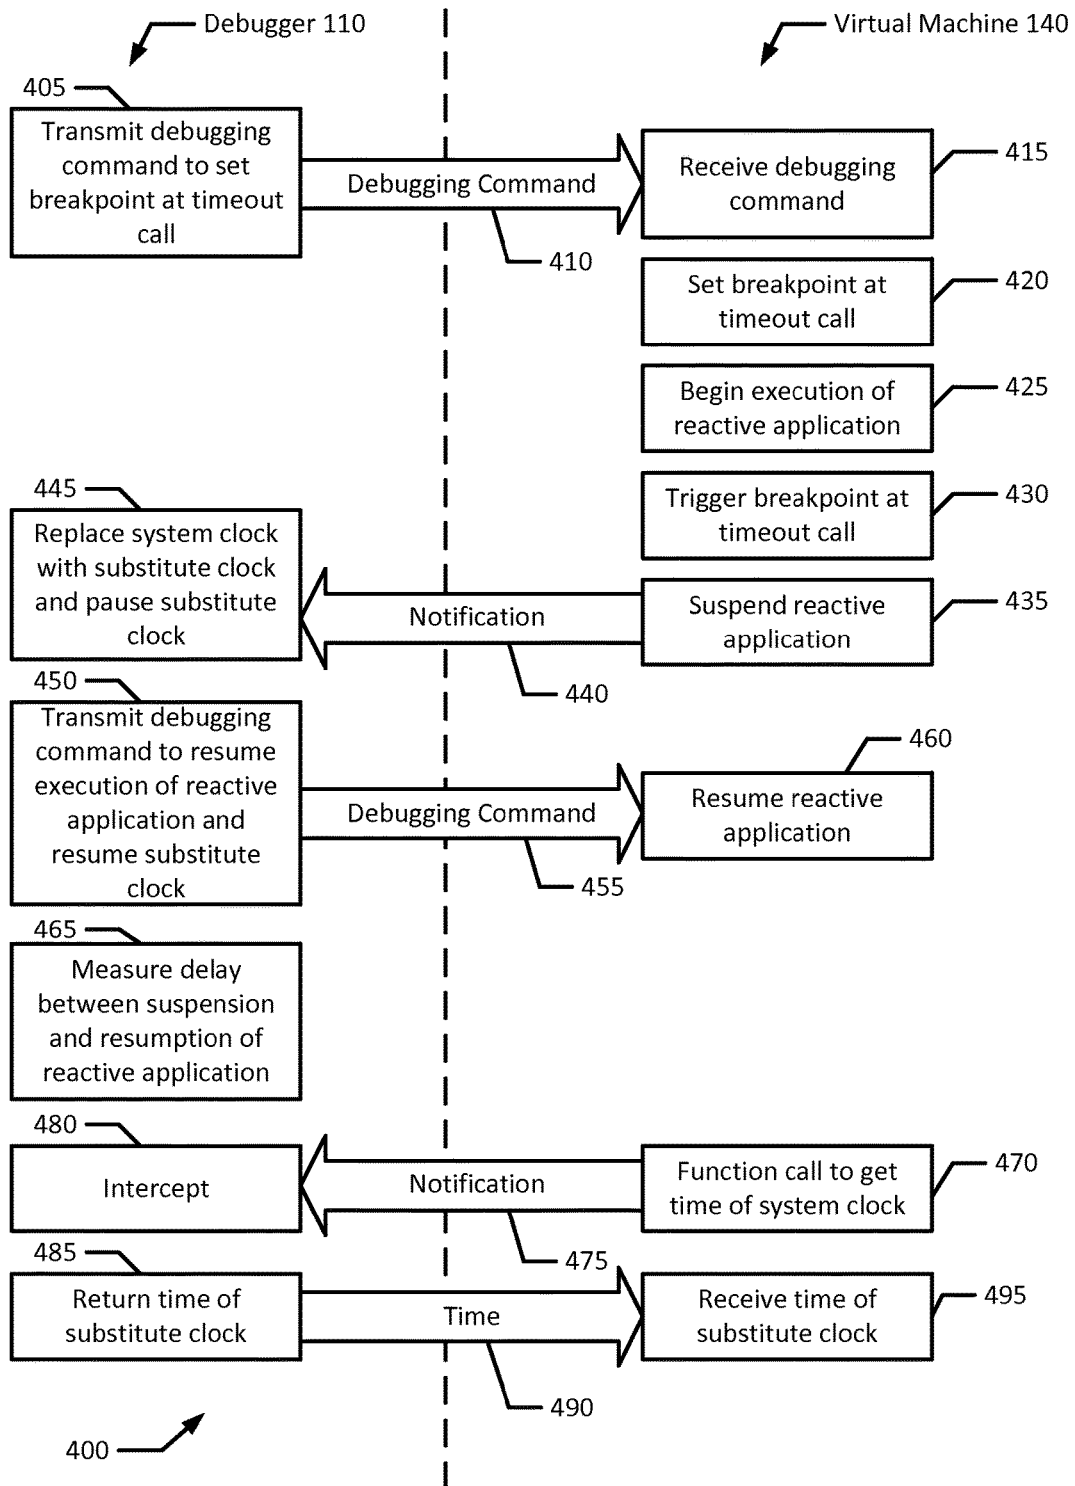 Debugger 110
Virtual Machine 140
405
Transmit debugging
command to set
breakpoint at timeout
call
Debugging Command
410
Receive debugging
command
415
Set breakpoint at
timeout call
420
Begin execution of
reactive application
425
Trigger breakpoint at
timeout call
430
445
Replace system clock
with substitute clock
and pause substitute
clock
Notification
440
Suspend reactive
application
435
450
Transmit debugging
command to resume
execution of reactive
application and
resume substitute
clock
Debugging Command
455
460
Resume reactive
application
465
Measure delay
between suspension
and resumption of
reactive application
480
Intercept
Notification
475
Function call to get
time of system clock
470
485
Return time of
substitute clock
Time
490
Receive time of
substitute clock
495
400